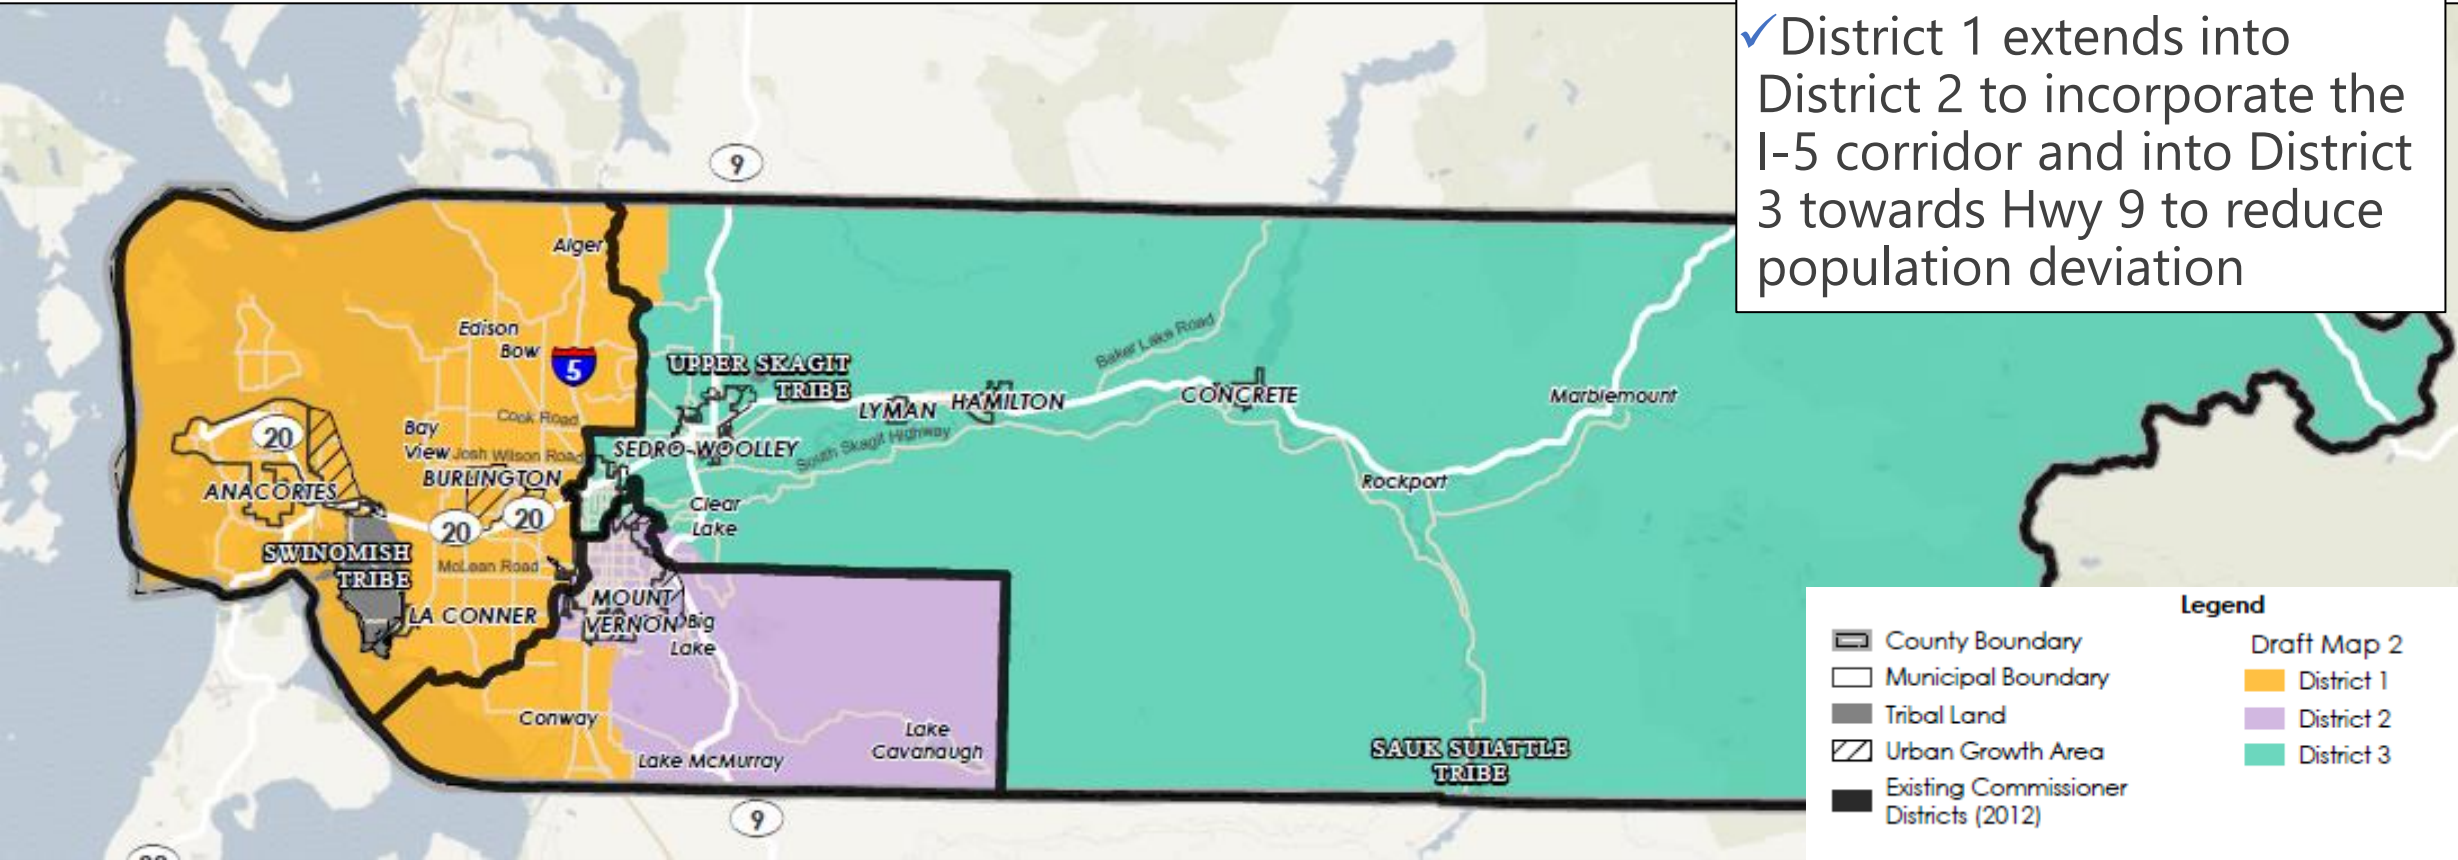 ✓District 1 extends into
District 2 to incorporate the
I-5 corridor and into District
3 towards Hwy 9 to reduce
population deviation
9
Alger
Edison
Bow
5
UPPER SKAGIT
TRIBE
Baker Lake Road
LYMAN
HAMILTON
CONCRETE
Marblemount
Cook Road
20
Bay
View
Josh Wilson Road
SEDRO-WOOLLEY
South Skagit Highway
BURLINGTON
ANACORTES
Rockport
Clear
Lake
20
20
SWINOMISH
TRIBE
McLean Road
LA CONNER
MOUNT
VERNON
Big
Lake
Conway
Lake McMurray
Lake
Cavanaugh
SAUK SUIATTLE
TRIBE
9
Legend
County Boundary
Municipal Boundary
Tribal Land
Urban Growth Area
Existing Commissioner
Districts (2012)
Draft Map 2
District 1
District 2
District 3